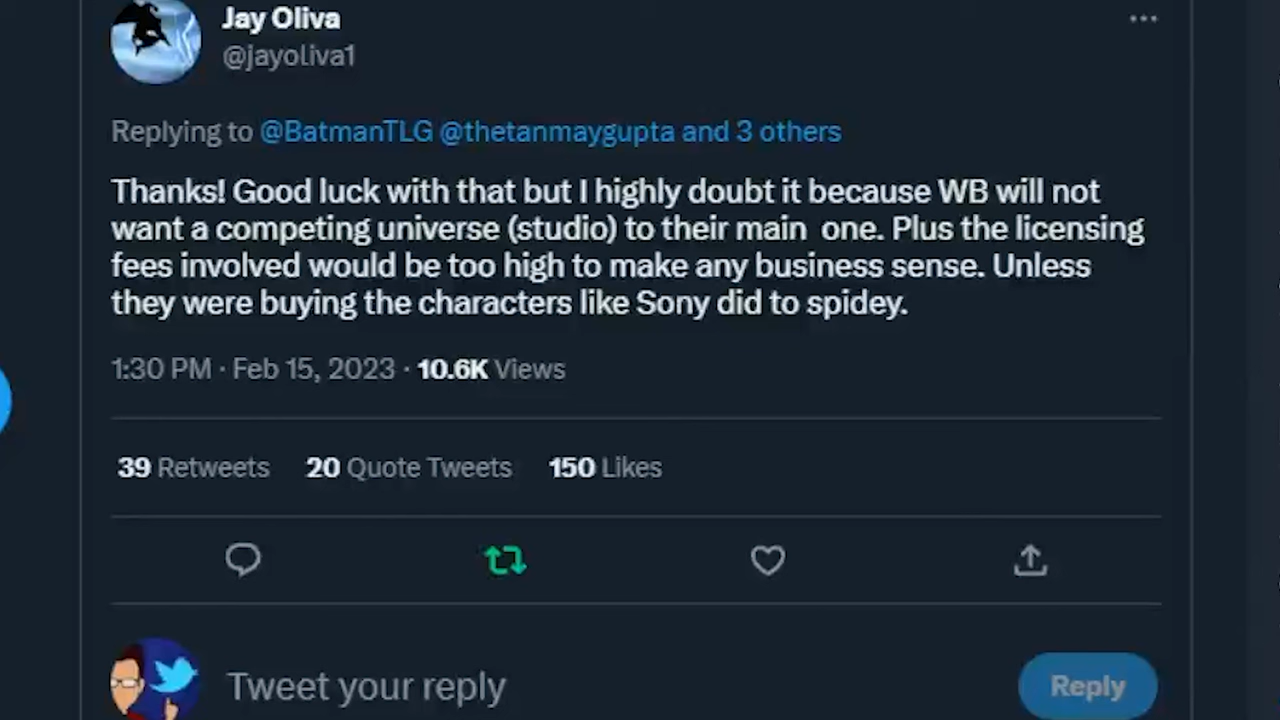 Jay Oliva
@jayoliva1
Replying to @BatmanTLG @thetanmaygupta and 3 others
Thanks! Good luck with that but I highly doubt it because WB will not
want a competing universe (studio) to their main  one. Plus the licensing
fees involved would be too high to make any business sense. Unless
they were buying the characters like Sony did to spidey.
1:30 PM · Feb 15, 2023 · 10.6K Views
39 Retweets 20 Quote Tweets 150 Likes
Tweet your reply
Reply